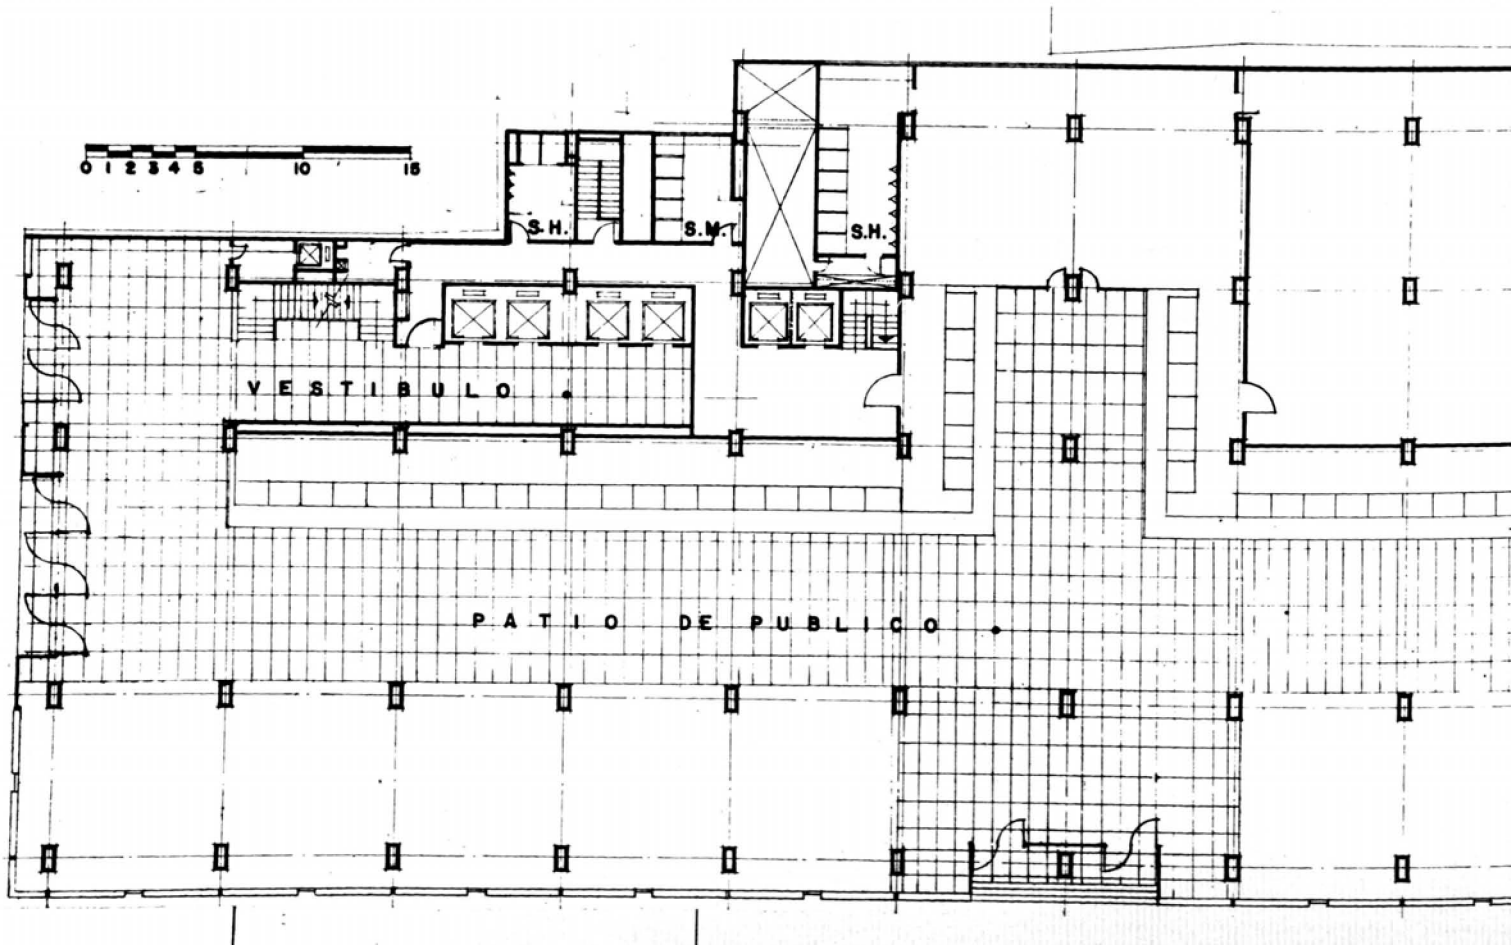 0 1 2 3 4 5 10 15
S.H.
S.M.
S.H.
VESTIBULO
PATIO DE PUBLICO